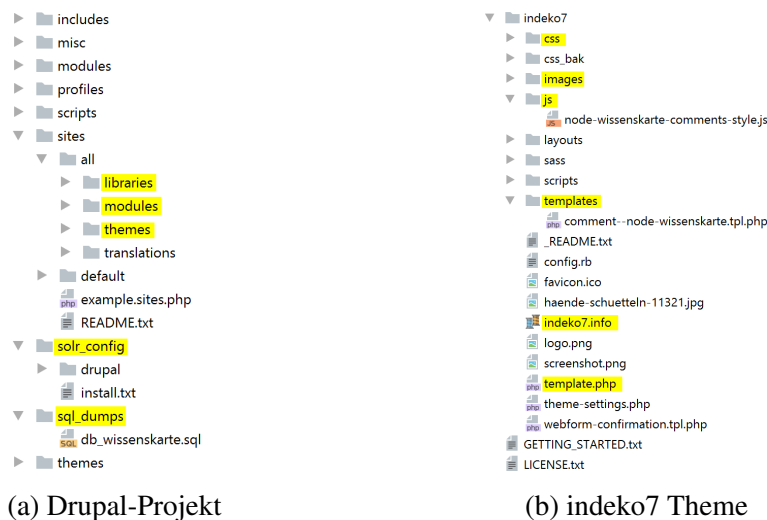 includes
misc
modules
profiles
scripts
sites
all
libraries
modules
themes
translations
default
example.sites.php
README.txt
solr_config
drupal
install.txt
sql_dumps
db_wissenskarte.sql
themes
(a) Drupal-Projekt
indeko7
css
css_bak
images
js
node-wissenskarte-comments-style.js
layouts
sass
scripts
templates
comment--node-wissenskarte.tpl.php
_README.txt
config.rb
favicon.ico
haende-schuetteln-11321.jpg
indeko7.info
logo.png
screenshot.png
template.php
theme-settings.php
webform-confirmation.tpl.php
GETTING_STARTED.txt
LICENSE.txt
(b) indeko7 Theme